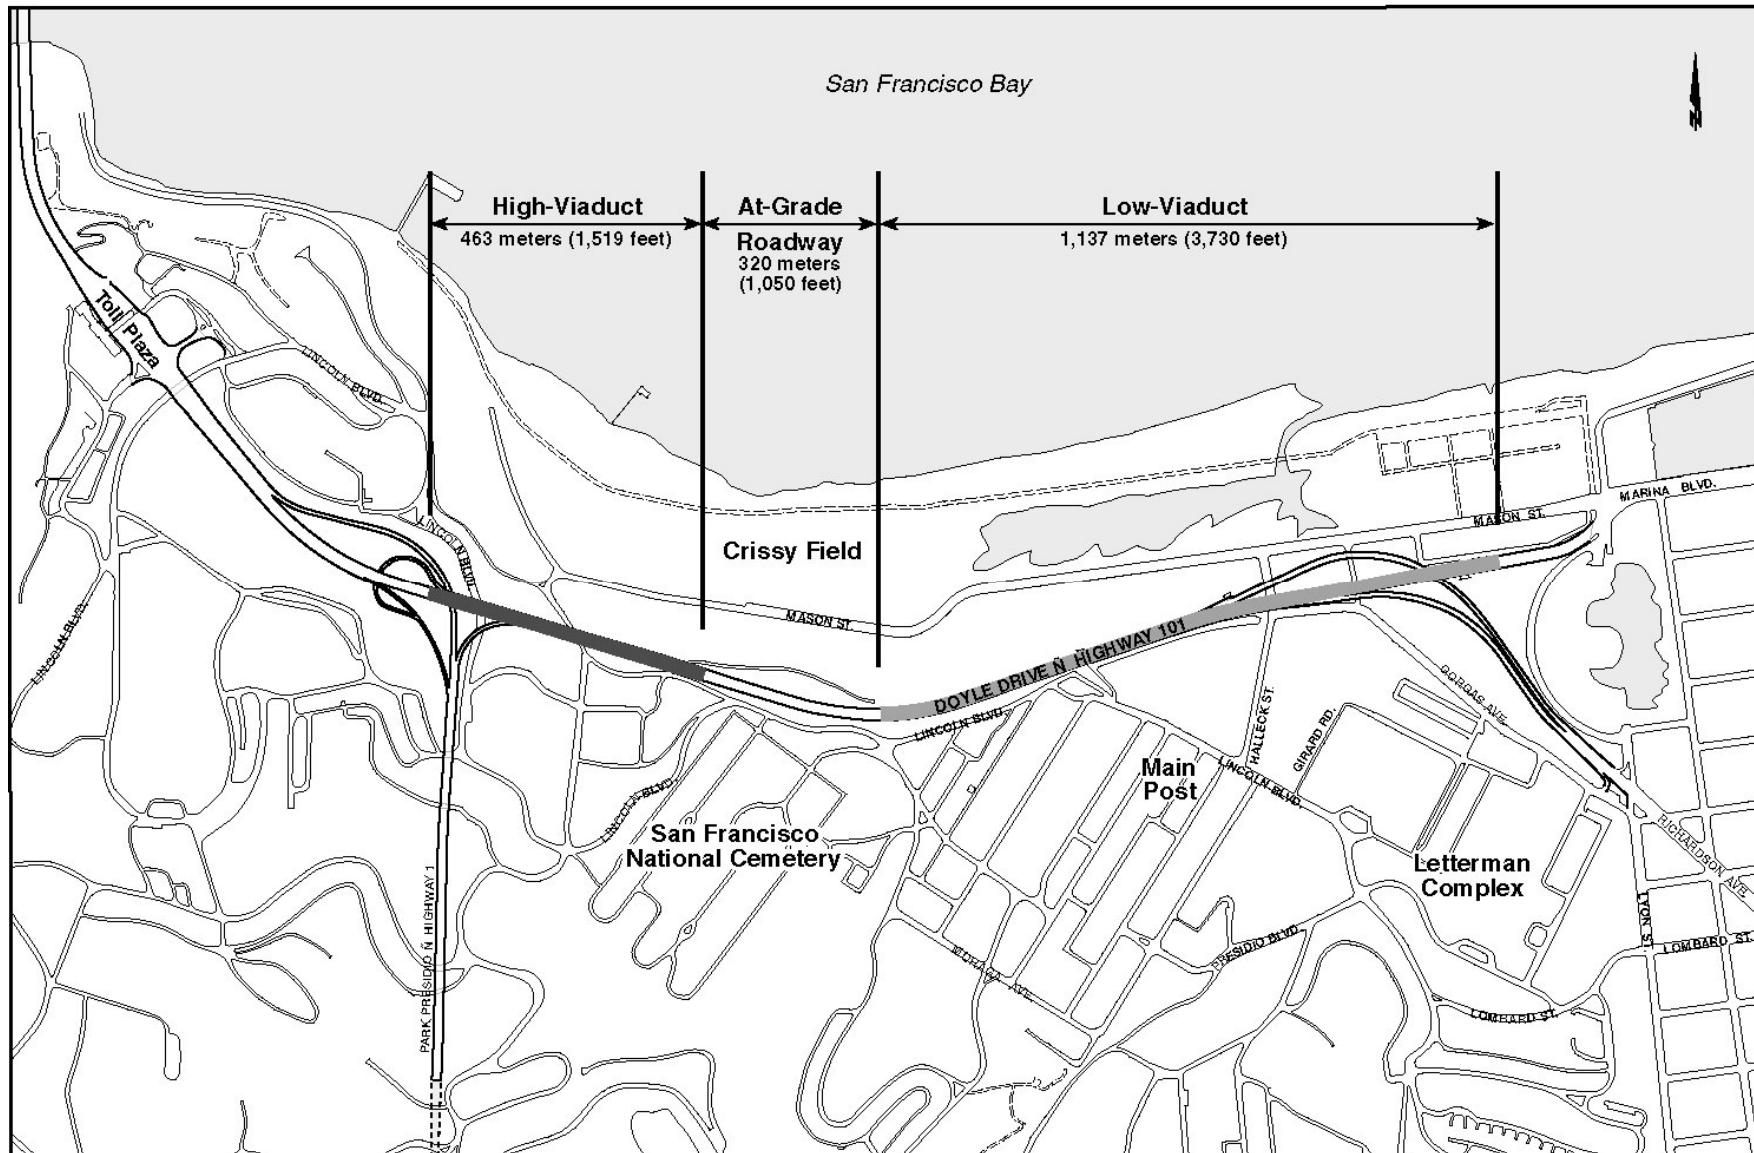 San Francisco Bay
N
High-Viaduct
463 meters (1,519 feet)
At-Grade
Roadway
320 meters
(1,050 feet)
Low-Viaduct
1,137 meters (3,730 feet)
Toll
Plaza
LINCOLN BLVD.
LINCOLN BLVD.
LINCOLN BLVD.
MARINA BLVD.
MASON ST.
Crissy Field
MASON ST.
DOYLE DRIVE Ñ HIGHWAY 101
LINCOLN BLVD.
GORGAS AVE.
HALLECK ST.
GIRARD RD.
Main
Post
LINCOLN BLVD.
LINCOLN BLVD.
San Francisco
National Cemetery
RICHARDSON AVE.
Letterman
Complex
PARK PRESIDIO Ñ HIGHWAY 1
LYON ST.
LOMBARD ST.
PRESIDIO BLVD.
MORAGA AVE.
LOMBARD ST.